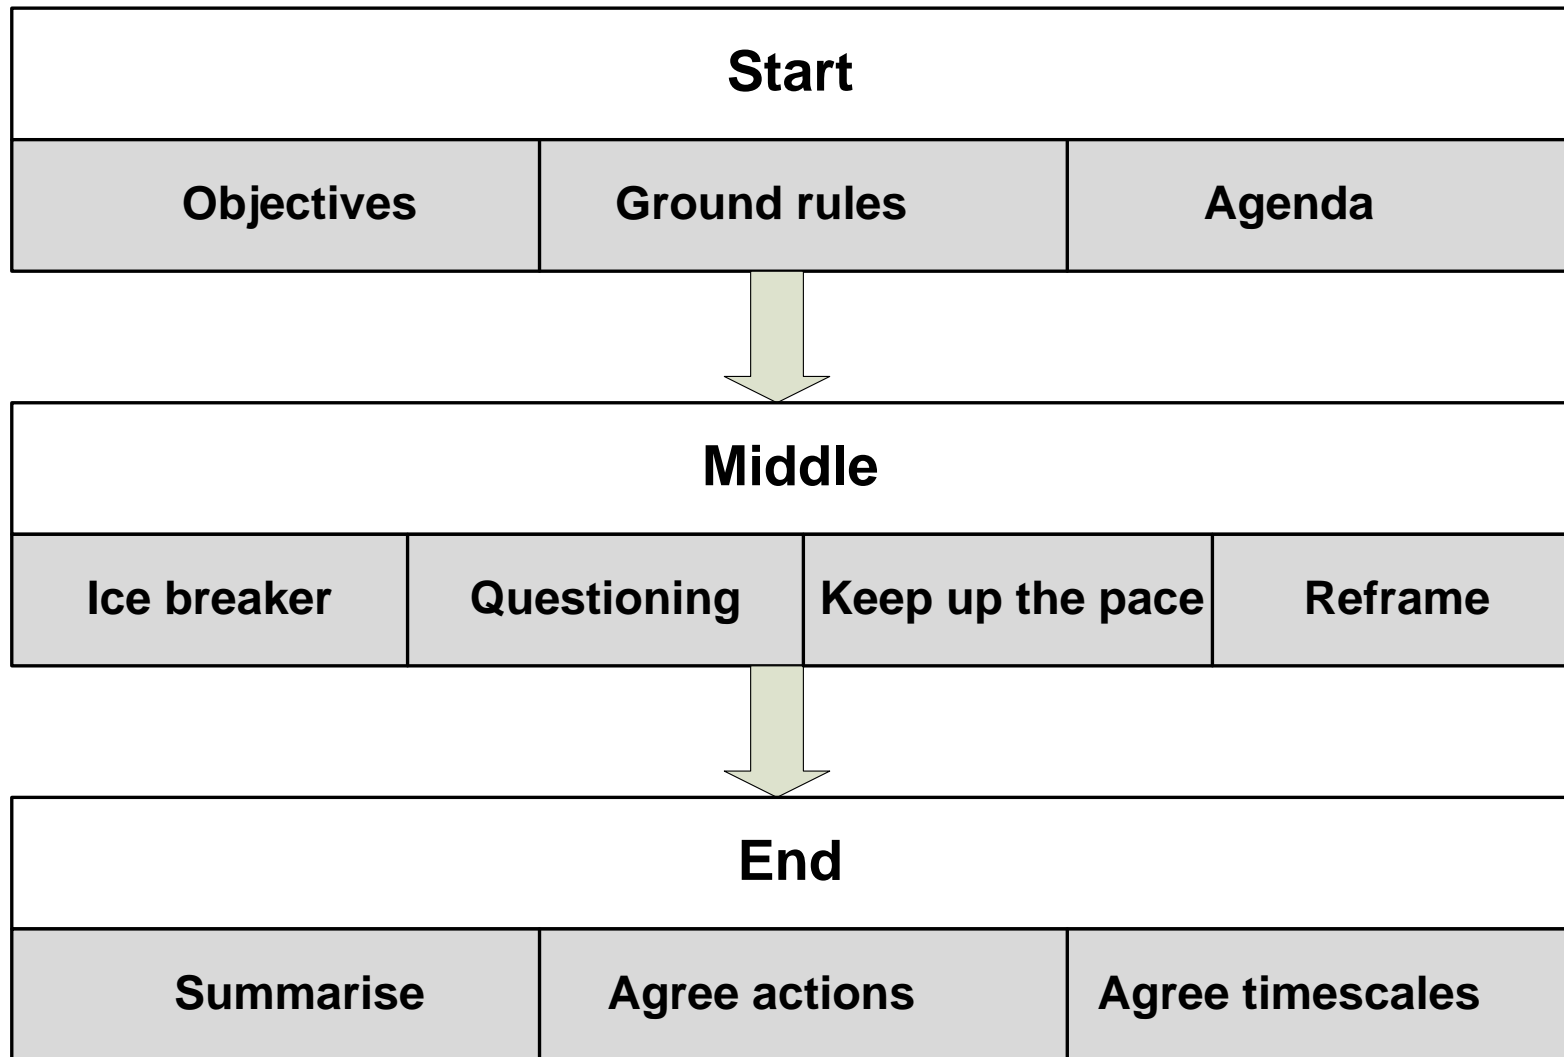 Start
Objectives Ground rules Agenda
Middle
Ice breaker Questioning Keep up the pace Reframe
End
Summarise Agree actions Agree timescales